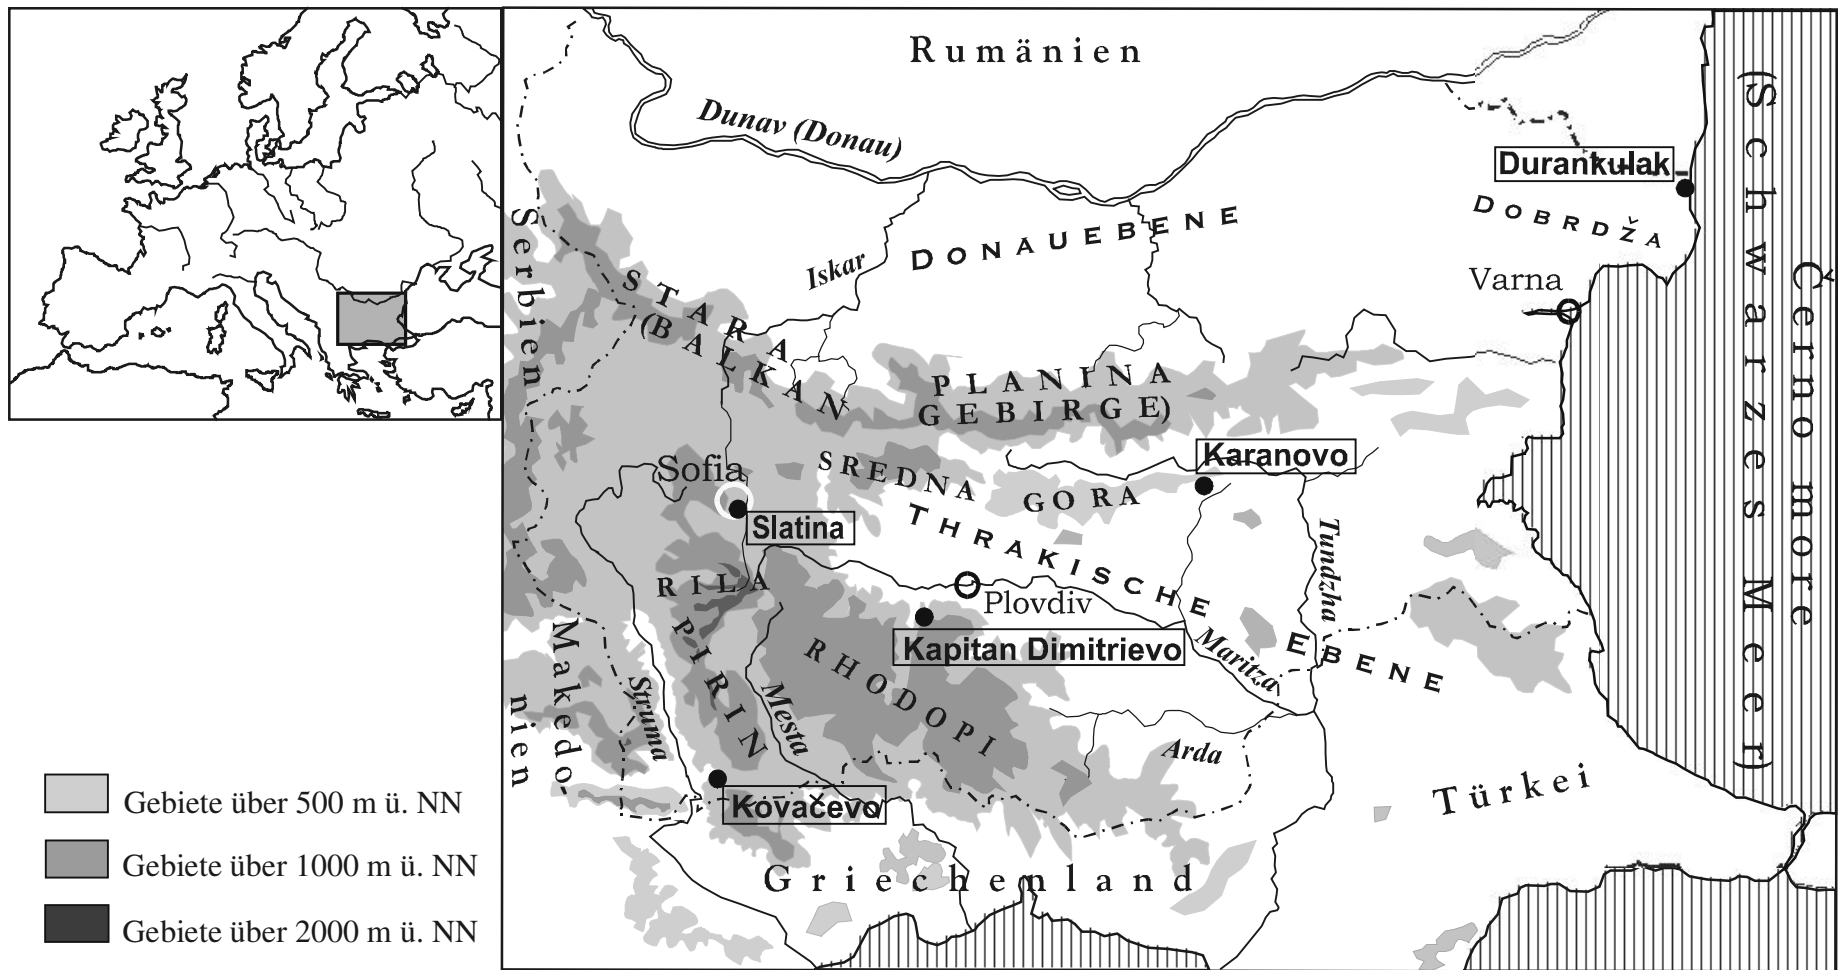 Rumänien
Dunav (Donau)
Durankulak
DOBRDŽA
Varna
Iskar
DONAUEBENE
Serbien
STARA
(BALKAN
PLANINA
GEBIRGE)
Sofia
Slatina
SREDNA
GORA
Karanovo
THRAKISCHE
EBENE
Tundzha
Plovdiv
Kapitan Dimitrievo
Maritza
RILA
PIRIN
RHODOPI
Makedo-
nien
Struma
Mesta
Arda
Kovačevo
Griechenland
Türkei
Černo more
(Schwarzes Meer)
Gebiete über 500 m ü. NN
Gebiete über 1000 m ü. NN
Gebiete über 2000 m ü. NN